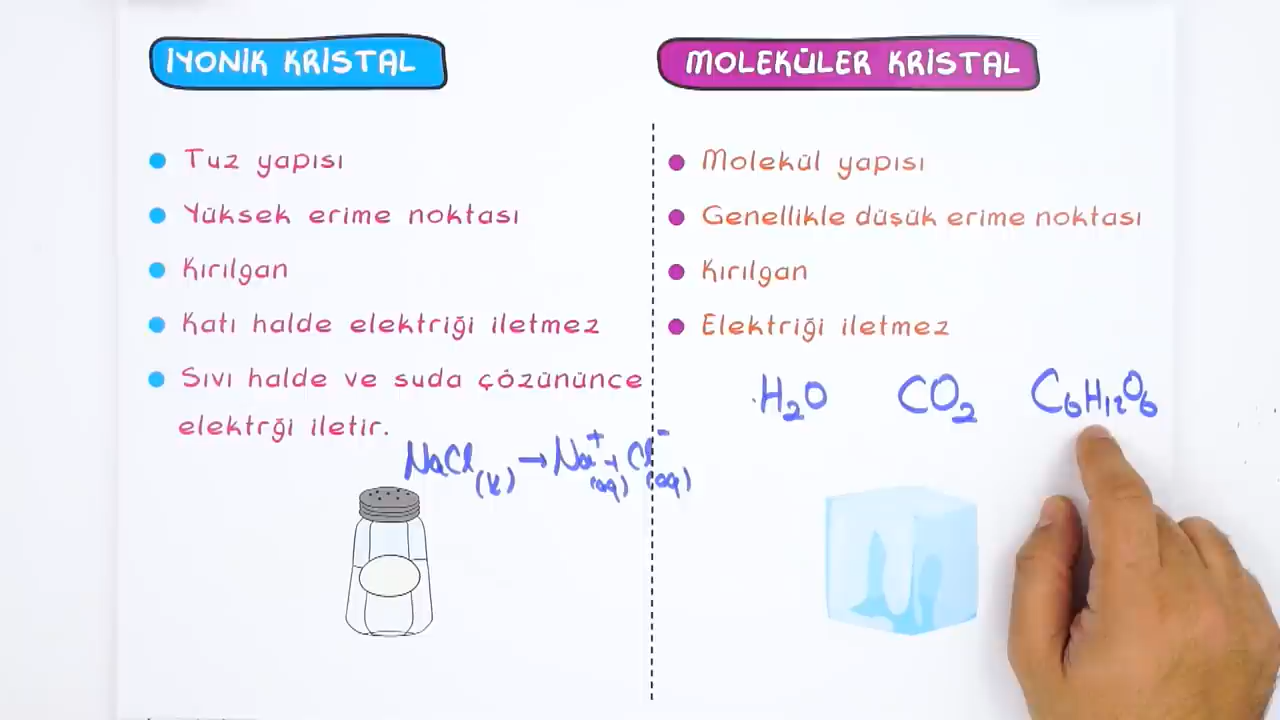 İYONİK KRİSTAL
Tuz yapısı
Yüksek erime noktası
Kırılgan
Katı halde elektriği iletmez
Sıvı halde ve suda çözününce
elektrği iletir.
NaCl(k) → Na⁺(aq) + Cl⁻(aq)
MOLEKÜLER KRİSTAL
Molekül yapısı
Genellikle düşük erime noktası
Kırılgan
Elektriği iletmez
H₂O CO₂ C₆H₁₂O₆